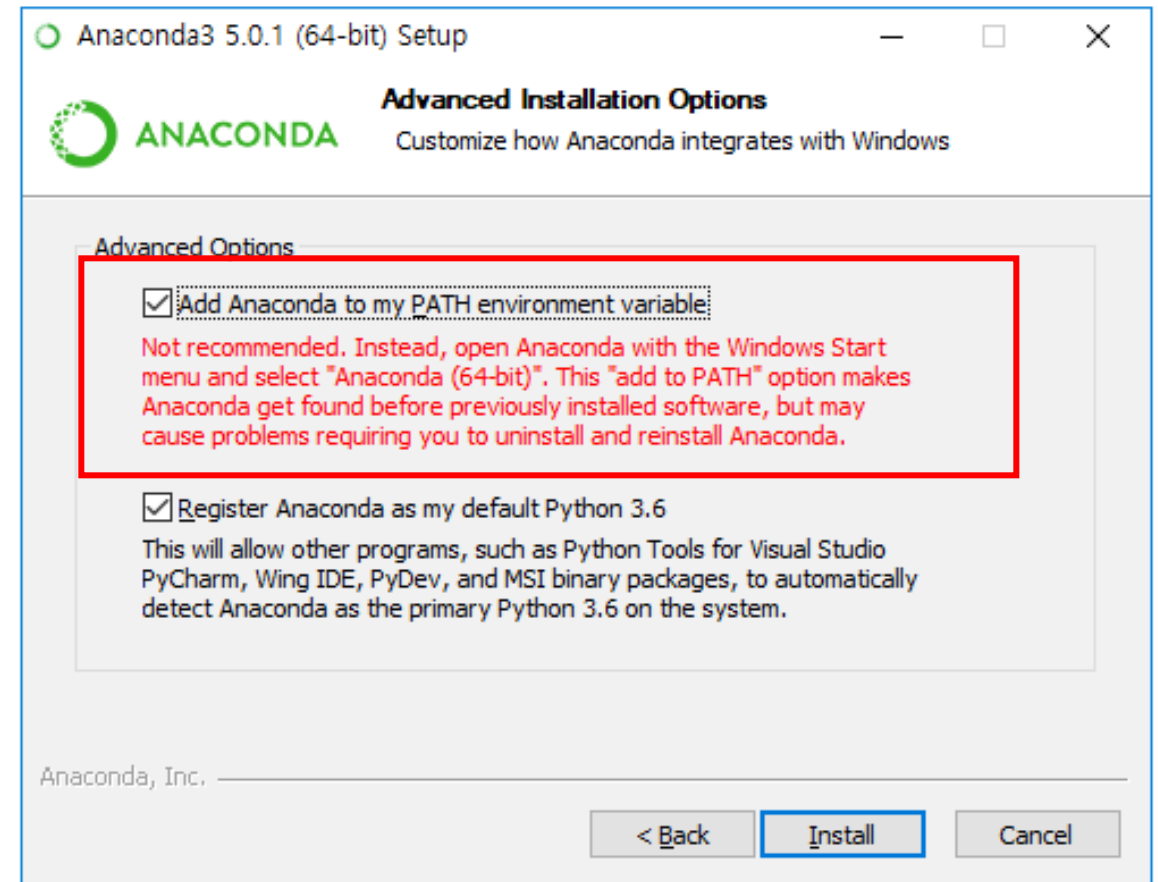 Anaconda3 5.0.1 (64-bit) Setup
Advanced Installation Options
ANACONDA
Customize how Anaconda integrates with Windows
Advanced Options
Add Anaconda to my PATH environment variable
Not recommended. Instead, open Anaconda with the Windows Start
menu and select "Anaconda (64-bit)". This "add to PATH" option makes
Anaconda get found before previously installed software, but may
cause problems requiring you to uninstall and reinstall Anaconda.
Register Anaconda as my default Python 3.6
This will allow other programs, such as Python Tools for Visual Studio
PyCharm, Wing IDE, PyDev, and MSI binary packages, to automatically
detect Anaconda as the primary Python 3.6 on the system.
Anaconda, Inc.
< Back
Install
Cancel